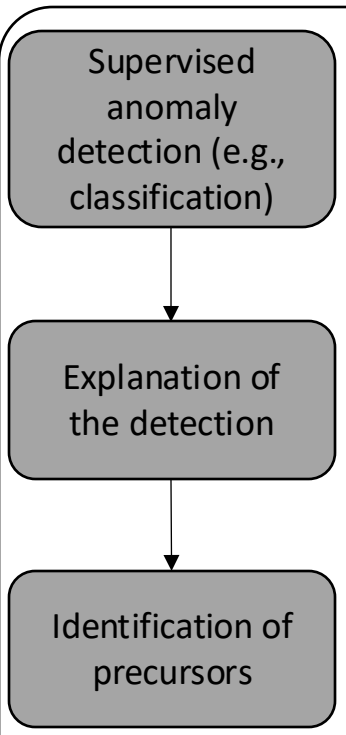 Supervised
anomaly
detection (e.g.,
classification)
Explanation of
the detection
Identification of
precursors